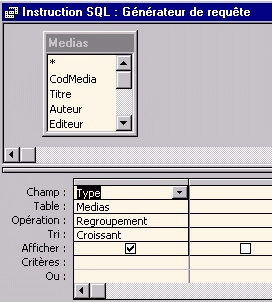 Instruction SQL : Générateur de requête
Medias
*
CodMedia
Titre
Auteur
Editeur
Champ : Type
Table : Medias
Opération : Regroupement
Tri : Croissant
Afficher :
Critères :
Ou :